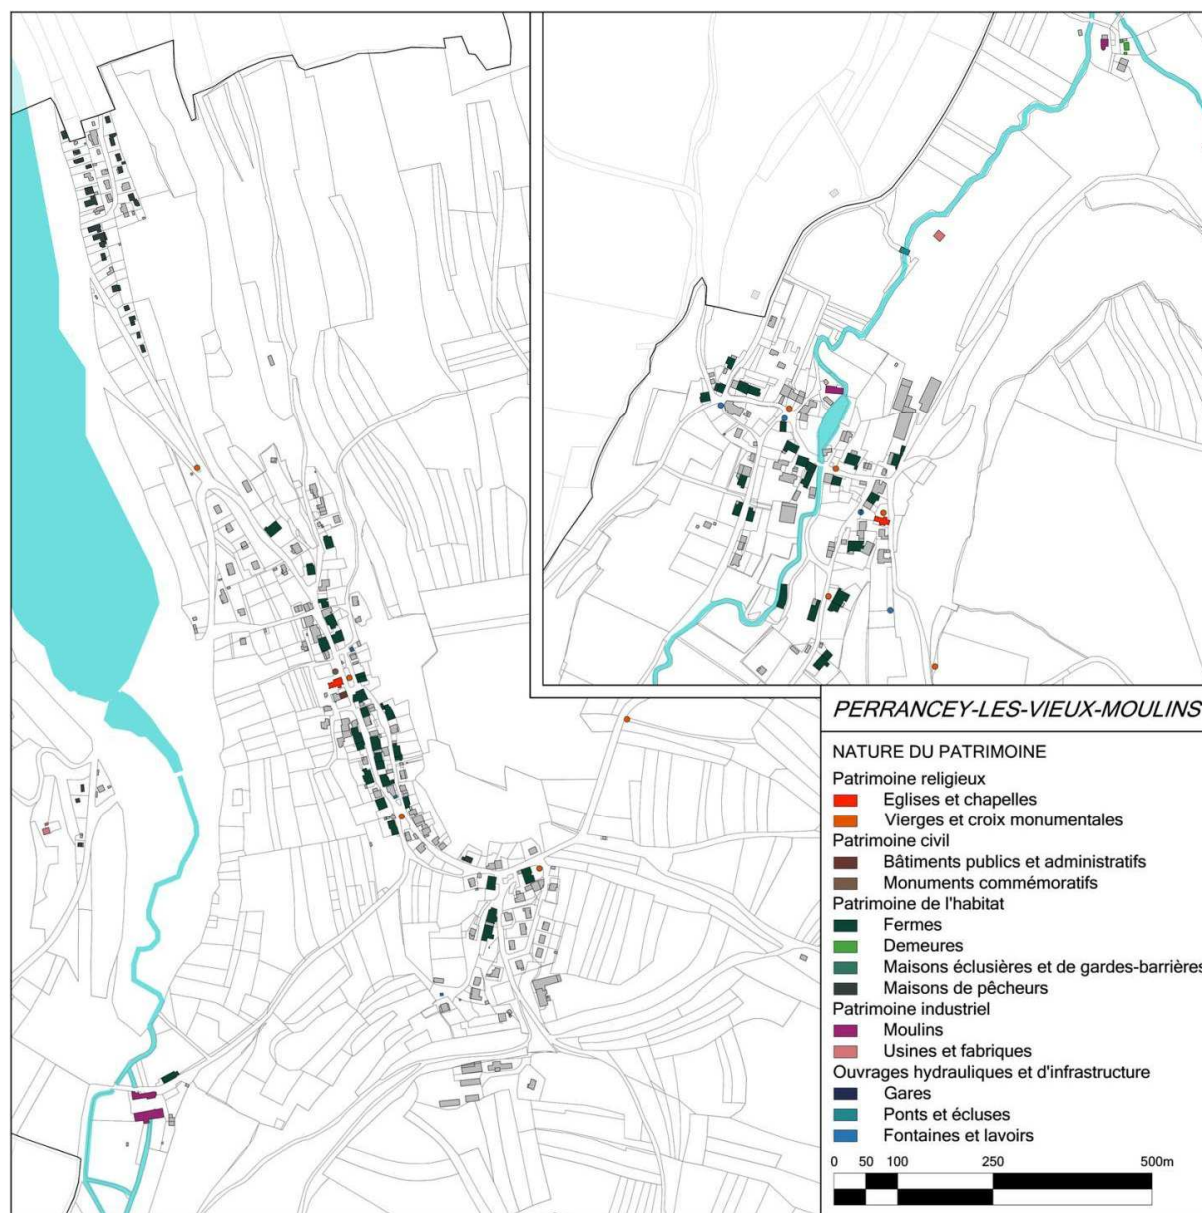 PERRANCEY-LES-VIEUX-MOULINS
NATURE DU PATRIMOINE
Patrimoine religieux
Eglises et chapelles
Vierges et croix monumentales
Patrimoine civil
Bâtiments publics et administratifs
Monuments commémoratifs
Patrimoine de l'habitat
Fermes
Demeures
Maisons éclusières et de gardes-barrières
Maisons de pêcheurs
Patrimoine industriel
Moulins
Usines et fabriques
Ouvrages hydrauliques et d'infrastructure
Gares
Ponts et écluses
Fontaines et lavoirs
0 50 100 250 500m